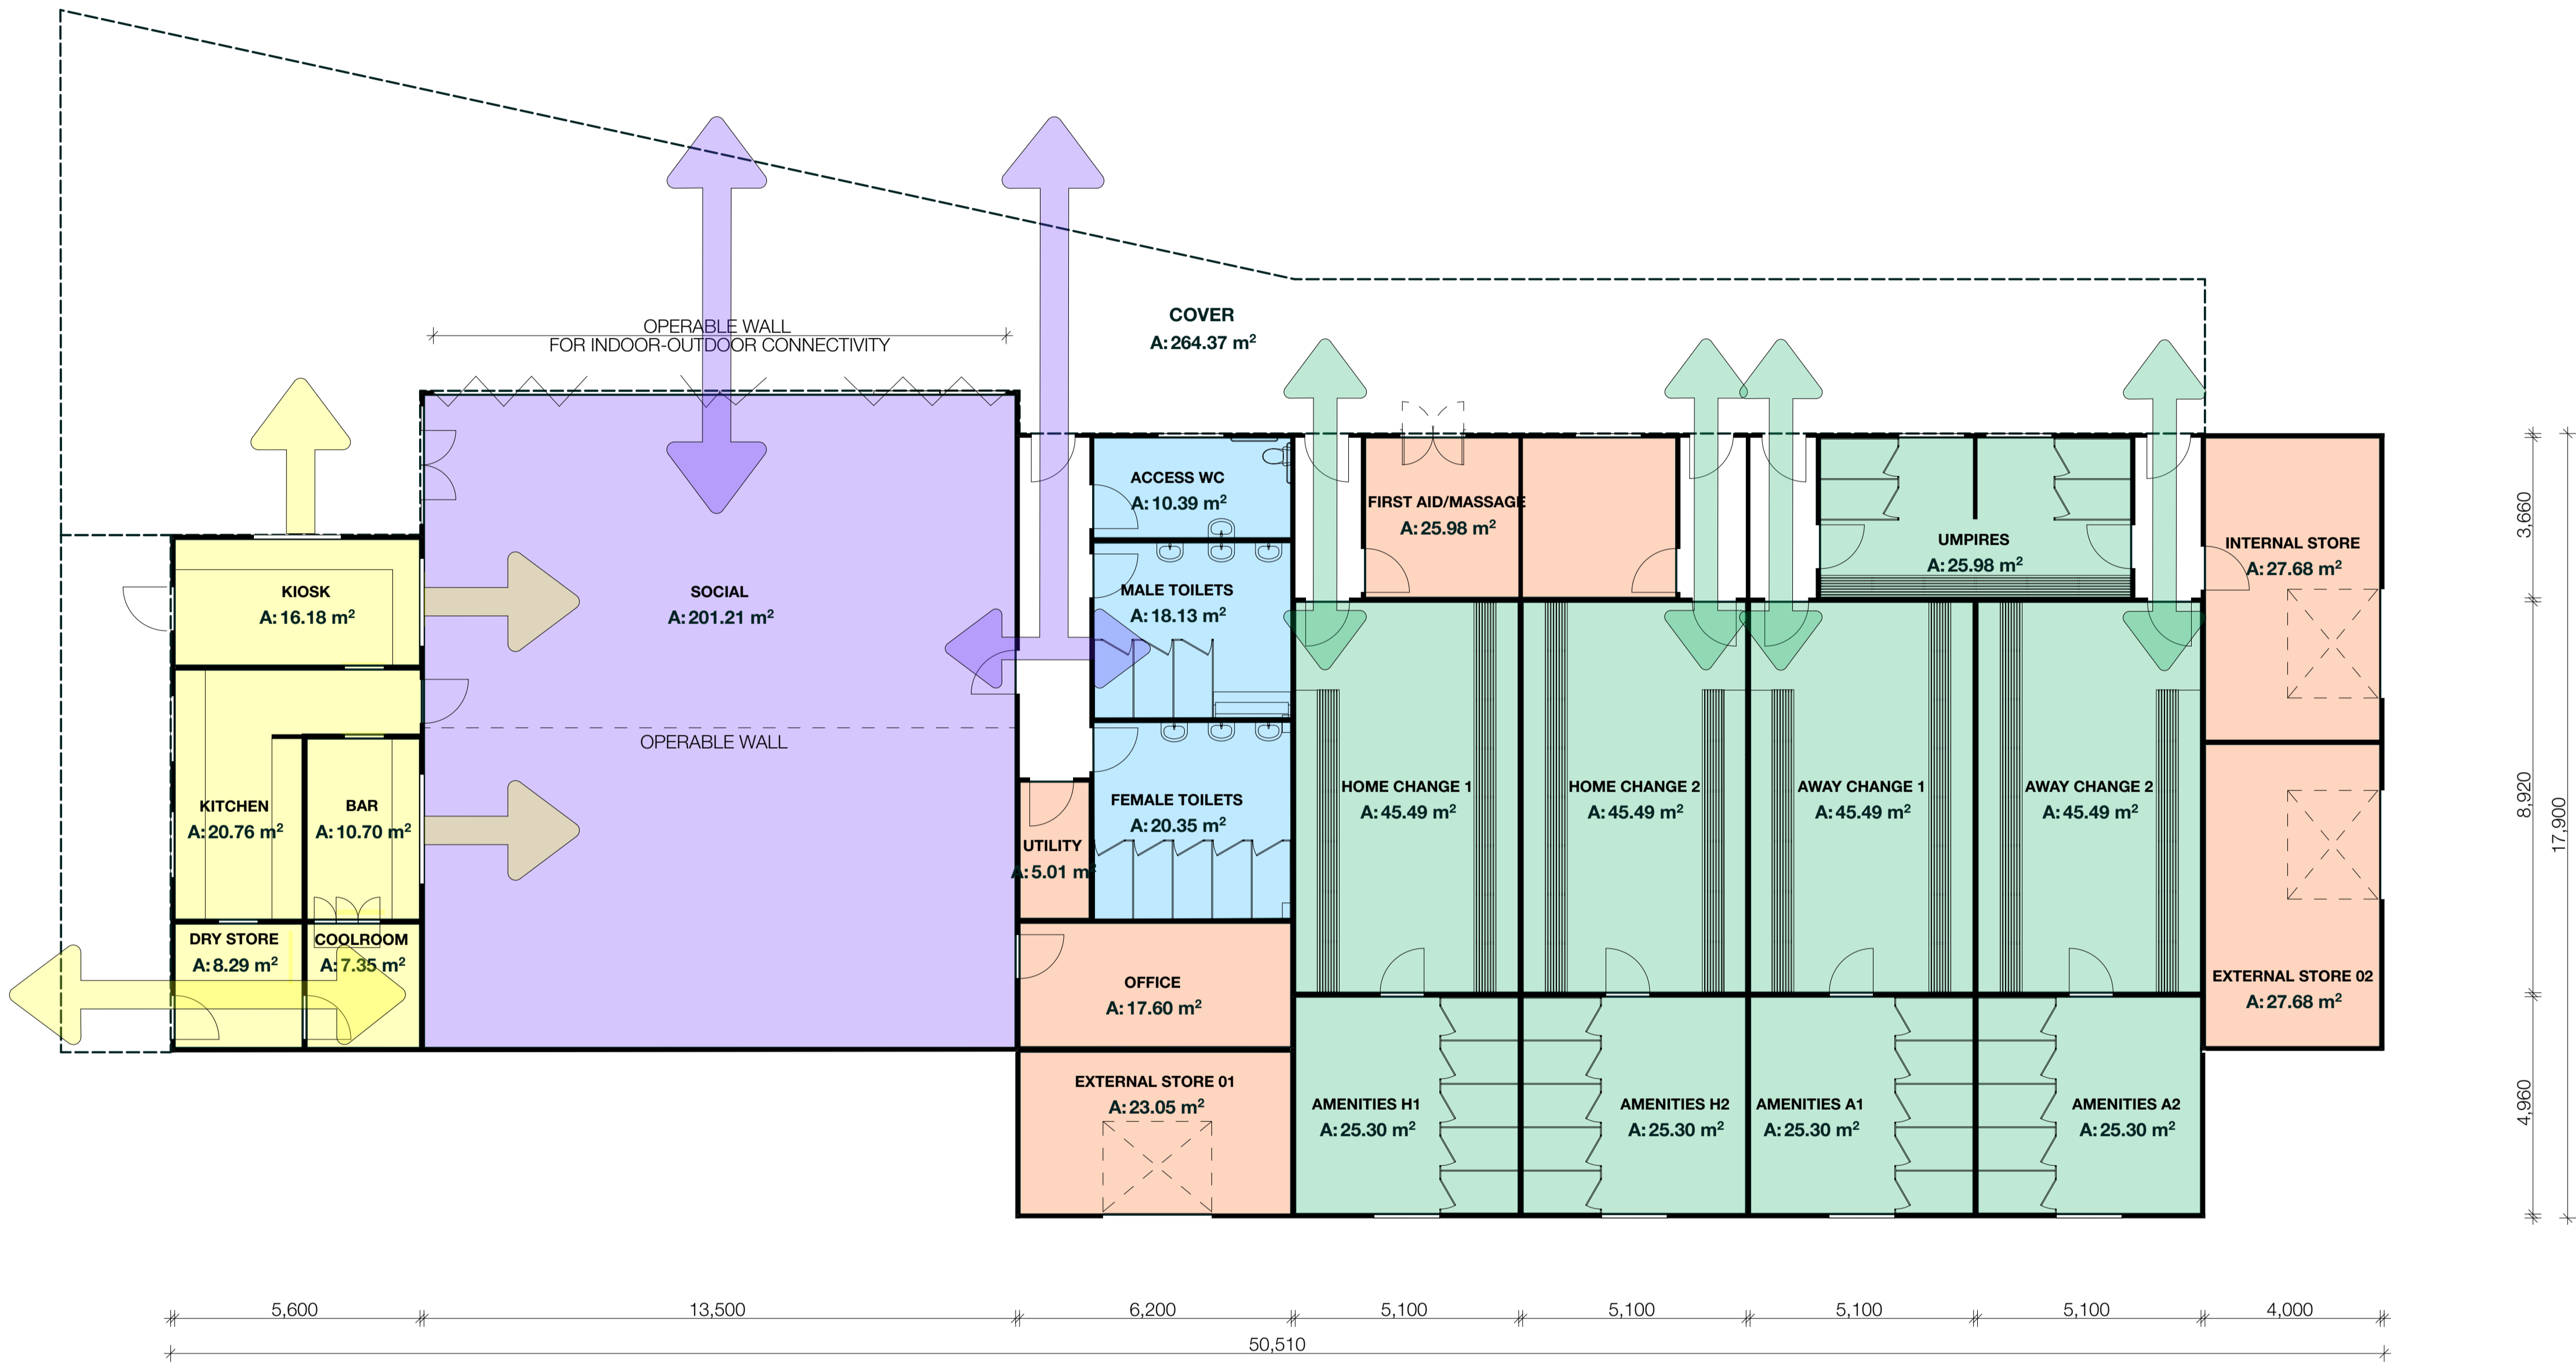 OPERABLE WALL
FOR INDOOR-OUTDOOR CONNECTIVITY
COVER
A: 264.37 m²
KIOSK
A: 16.18 m²
SOCIAL
A: 201.21 m²
OPERABLE WALL
KITCHEN
A: 20.76 m²
BAR
A: 10.70 m²
DRY STORE
A: 8.29 m²
COOLROOM
A: 7.35 m²
ACCESS WC
A: 10.39 m²
MALE TOILETS
A: 18.13 m²
FEMALE TOILETS
A: 20.35 m²
UTILITY
A: 5.01 m²
OFFICE
A: 17.60 m²
EXTERNAL STORE 01
A: 23.05 m²
FIRST AID/MASSAGE
A: 25.98 m²
UMPIRES
A: 25.98 m²
INTERNAL STORE
A: 27.68 m²
HOME CHANGE 1
A: 45.49 m²
HOME CHANGE 2
A: 45.49 m²
AWAY CHANGE 1
A: 45.49 m²
AWAY CHANGE 2
A: 45.49 m²
EXTERNAL STORE 02
A: 27.68 m²
AMENITIES H1
A: 25.30 m²
AMENITIES H2
A: 25.30 m²
AMENITIES A1
A: 25.30 m²
AMENITIES A2
A: 25.30 m²
3,660
8,920
4,960
17,900
5,600
13,500
6,200
5,100
5,100
5,100
5,100
4,000
50,510